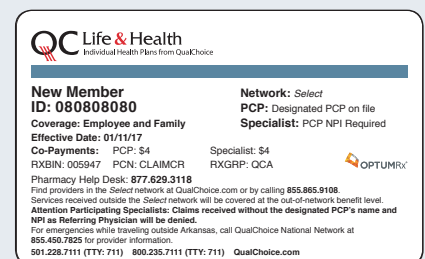 QC Life & Health
Individual Health Plans from QualChoice
New Member
ID: 080808080
Coverage: Employee and Family
Effective Date: 01/11/17
Network: Select
PCP: Designated PCP on file
Specialist: PCP NPI Required
Co-Payments: PCP: $4 Specialist: $4
RXBIN: 005947 PCN: CLAIMCR RXGRP: QCA
OPTUMRx®
Pharmacy Help Desk: 877.629.3118
Find providers in the Select network at QualChoice.com or by calling 855.865.9108.
Services received outside the Select network will be covered at the out-of-network benefit level.
Attention Participating Specialists: Claims received without the designated PCP's name and
NPI as Referring Physician will be denied.
For emergencies while traveling outside Arkansas, call QualChoice National Network at
855.450.7825 for provider information.
501.228.7111 (TTY: 711) 800.235.7111 (TTY: 711) QualChoice.com